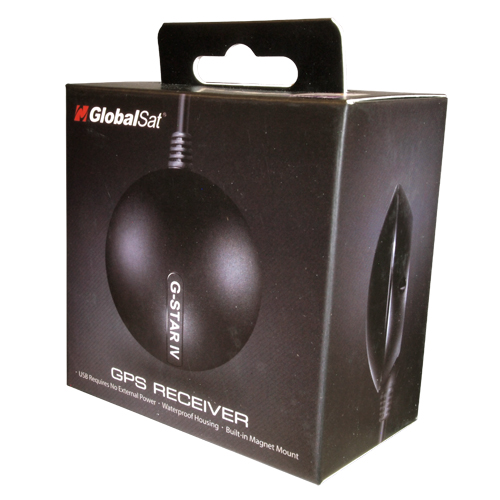 GlobalSat®
G-STAR IV
GPS RECEIVER
· USB Requires No External Power · Waterproof Housing · Built-in Magnet Mount